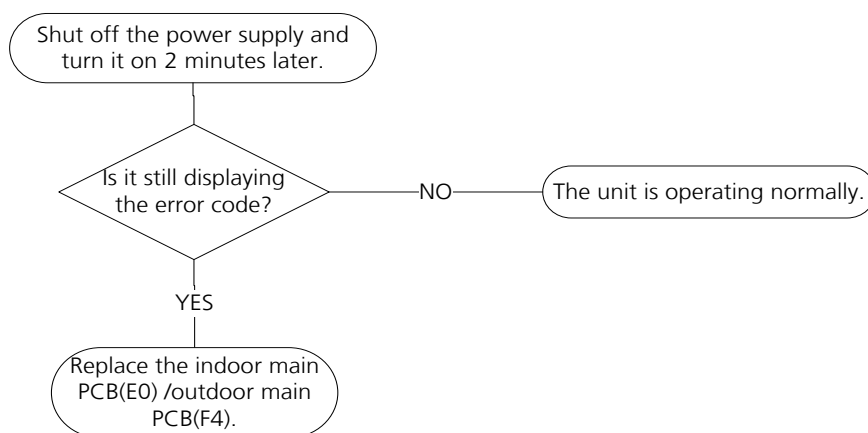 Shut off the power supply and
turn it on 2 minutes later.
Is it still displaying
the error code?
NO
The unit is operating normally.
YES
Replace the indoor main
PCB(E0) /outdoor main
PCB(F4).